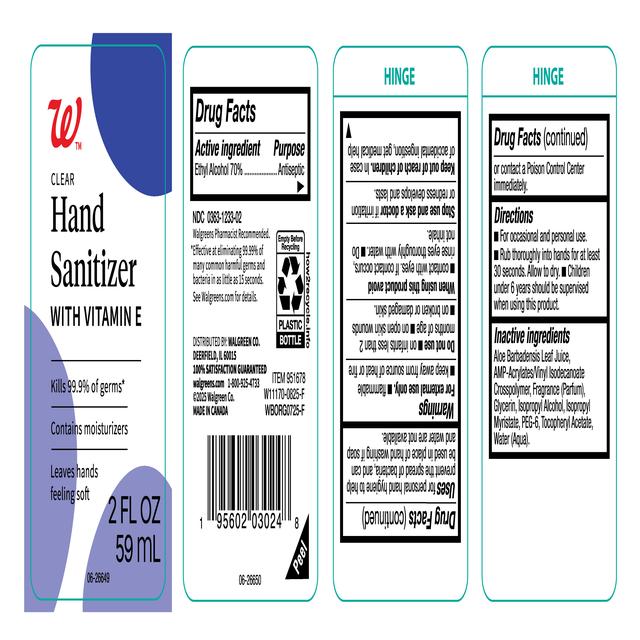 W™
CLEAR
Hand
Sanitizer
WITH VITAMIN E
Kills 99.9% of germs*
Contains moisturizers
Leaves hands
feeling soft
2 FL OZ
59 mL
06-26649
Drug Facts
Active ingredient Purpose
Ethyl Alcohol 70% ................ Antiseptic
NDC 0363-1233-02
Walgreens Pharmacist Recommended.
*Effective at eliminating 99.99% of
many common harmful germs and
bacteria in as little as 15 seconds.
See Walgreens.com for details.
Empty Before
Recycling
PLASTIC
BOTTLE
how2recycle.info
DISTRIBUTED BY: WALGREEN CO.
DEERFIELD, IL 60015
100% SATISFACTION GUARANTEED
walgreens.com 1-800-925-4733
©2025 Walgreen Co.
MADE IN CANADA
ITEM 851678
W11170-0825-F
WBORG0725-F
1 95602 03024 8
Peel
06-26650
HINGE
Drug Facts (continued)
Uses for personal hand hygiene to help
prevent the spread of bacteria, and can
be used in place of hand washing if soap
and water are not available.
Warnings
For external use only. ■ flammable
■ Keep away from source of heat or fire
Do not use ■ on infants less than 2
months of age ■ on open skin wounds
■ on broken or damaged skin.
When using this product avoid
■ contact with eyes. If contact occurs,
rinse eyes thoroughly with water. ■ Do
not inhale.
Stop use and ask a doctor if irritation
or redness develops and lasts.
Keep out of reach of children. In case
of accidental ingestion, get medical help
HINGE
Drug Facts (continued)
or contact a Poison Control Center
immediately.
Directions
■ For occasional and personal use.
■ Rub thoroughly into hands for at least
30 seconds. Allow to dry. ■ Children
under 6 years should be supervised
when using this product.
Inactive ingredients
Aloe Barbadensis Leaf Juice,
AMP-Acrylates/Vinyl Isodecanoate
Crosspolymer, Fragrance (Parfum),
Glycerin, Isopropyl Alcohol, Isopropyl
Myristate, PEG-6, Tocopheryl Acetate,
Water (Aqua).